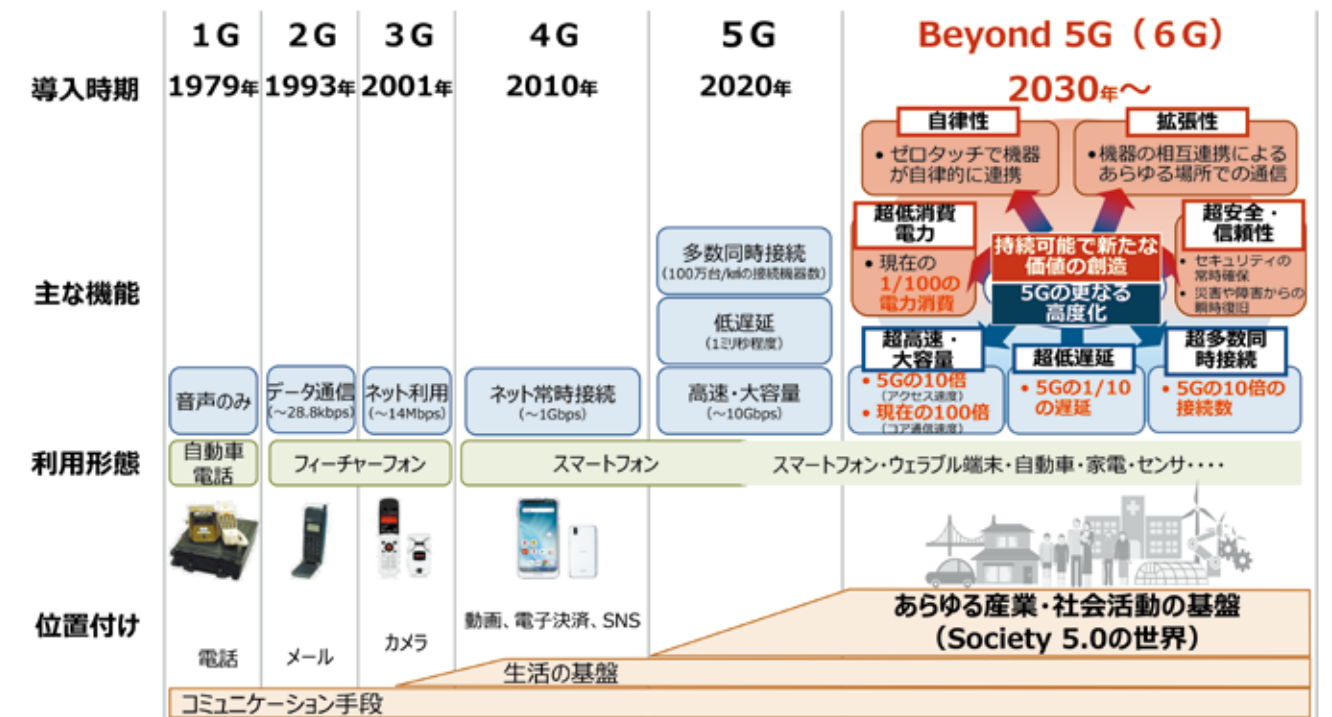 1G
2G
3G
4G
5G
Beyond 5G（6G）
導入時期
1979年
1993年
2001年
2010年
2020年
2030年～
主な機能
音声のみ
データ通信
（～28.8kbps）
ネット利用
（～14Mbps）
ネット常時接続
（～1Gbps）
多数同時接続
（100万台/㎢の接続機器数）
低遅延
（1ミリ秒程度）
高速・大容量
（～10Gbps）
自律性
• ゼロタッチで機器
が自律的に連携
拡張性
• 機器の相互連携による
あらゆる場所での通信
超低消費
電力
• 現在の
1/100の
電力消費
持続可能で新たな
価値の創造
5Gの更なる
高度化
超安全・
信頼性
• セキュリティの
常時確保
• 災害や障害からの
瞬時復旧
超高速・
大容量
• 5Gの10倍
（アクセス速度）
• 現在の100倍
（コア通信速度）
超低遅延
• 5Gの1/10
の遅延
超多数同
時接続
• 5Gの10倍の
接続数
利用形態
自動車
電話
フィーチャーフォン
スマートフォン
スマートフォン・ウェラブル端末・自動車・家電・センサ・・・・
位置付け
電話
メール
カメラ
動画、電子決済、SNS
あらゆる産業・社会活動の基盤
（Society 5.0の世界）
生活の基盤
コミュニケーション手段